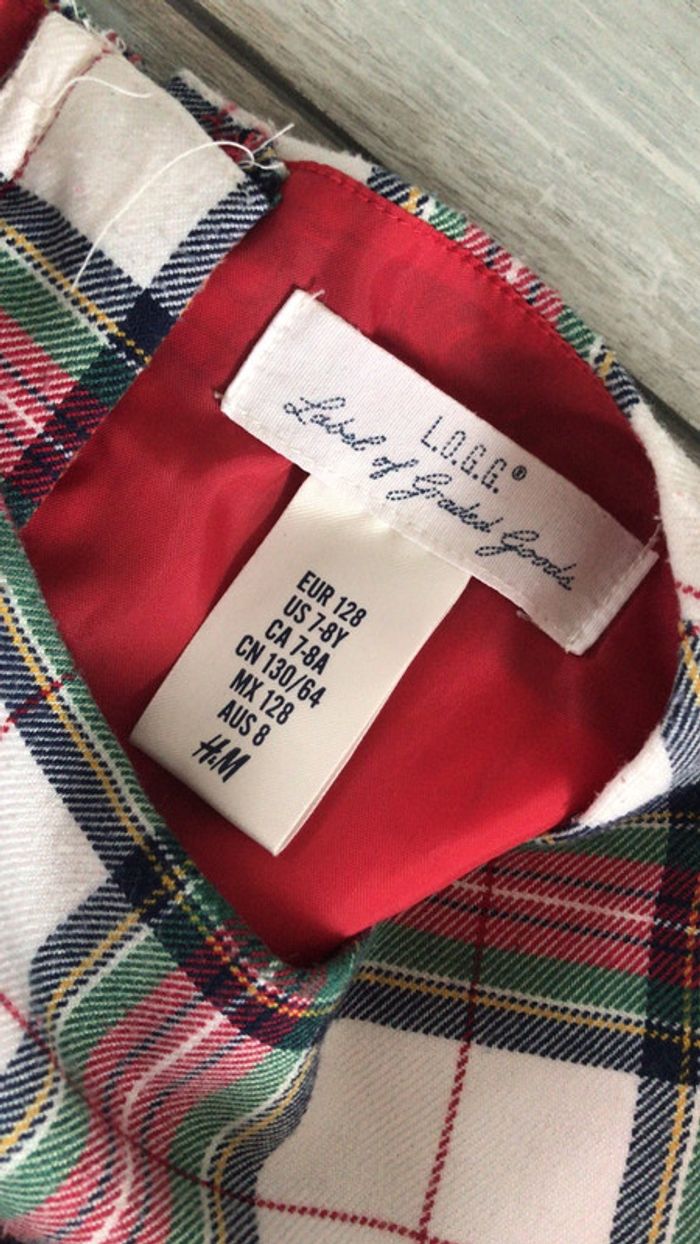 L.O.G.G.®
Label of Graded Goods
EUR 128
US 7-8Y
CA 7-8A
CN 130/64
MX 128
AUS 8
H&M